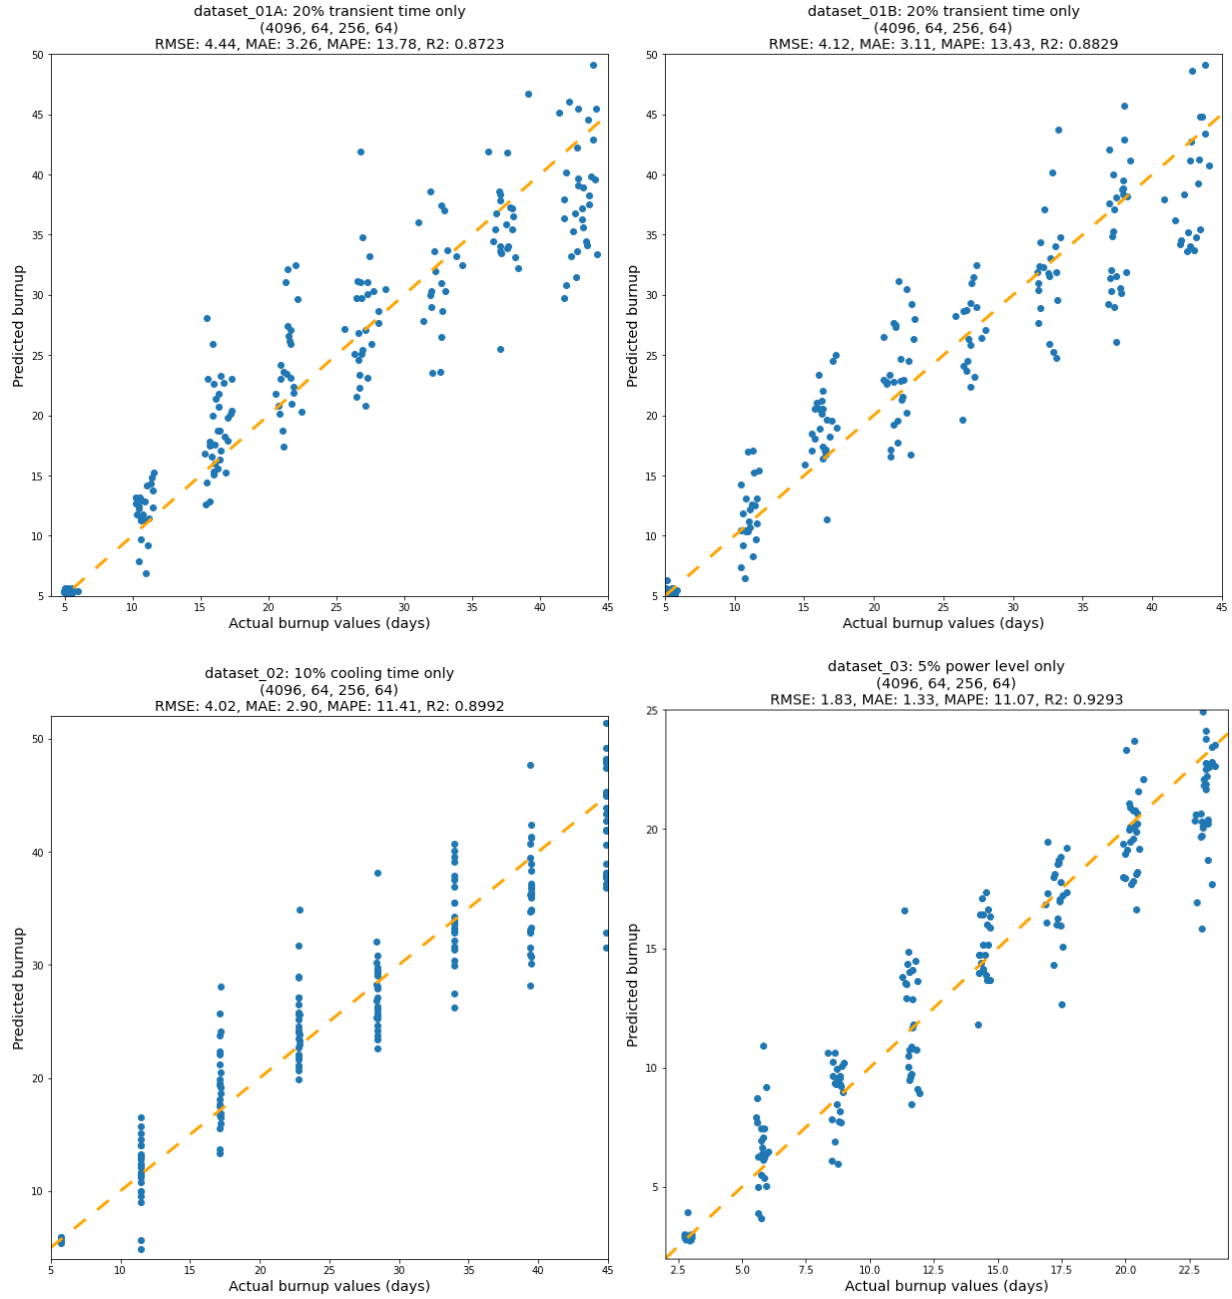 dataset_01A: 20% transient time only
(4096, 64, 256, 64)
RMSE: 4.44, MAE: 3.26, MAPE: 13.78, R2: 0.8723
50
45
40
35
30
25
20
15
10
5
Predicted burnup
5 10 15 20 25 30 35 40 45
Actual burnup values (days)
dataset_01B: 20% transient time only
(4096, 64, 256, 64)
RMSE: 4.12, MAE: 3.11, MAPE: 13.43, R2: 0.8829
50
45
40
35
30
25
20
15
10
5
Predicted burnup
5 10 15 20 25 30 35 40 45
Actual burnup values (days)
dataset_02: 10% cooling time only
(4096, 64, 256, 64)
RMSE: 4.02, MAE: 2.90, MAPE: 11.41, R2: 0.8992
50
40
30
20
10
Predicted burnup
5 10 15 20 25 30 35 40 45
Actual burnup values (days)
dataset_03: 5% power level only
(4096, 64, 256, 64)
RMSE: 1.83, MAE: 1.33, MAPE: 11.07, R2: 0.9293
25
20
15
10
5
Predicted burnup
2.5 5.0 7.5 10.0 12.5 15.0 17.5 20.0 22.5
Actual burnup values (days)